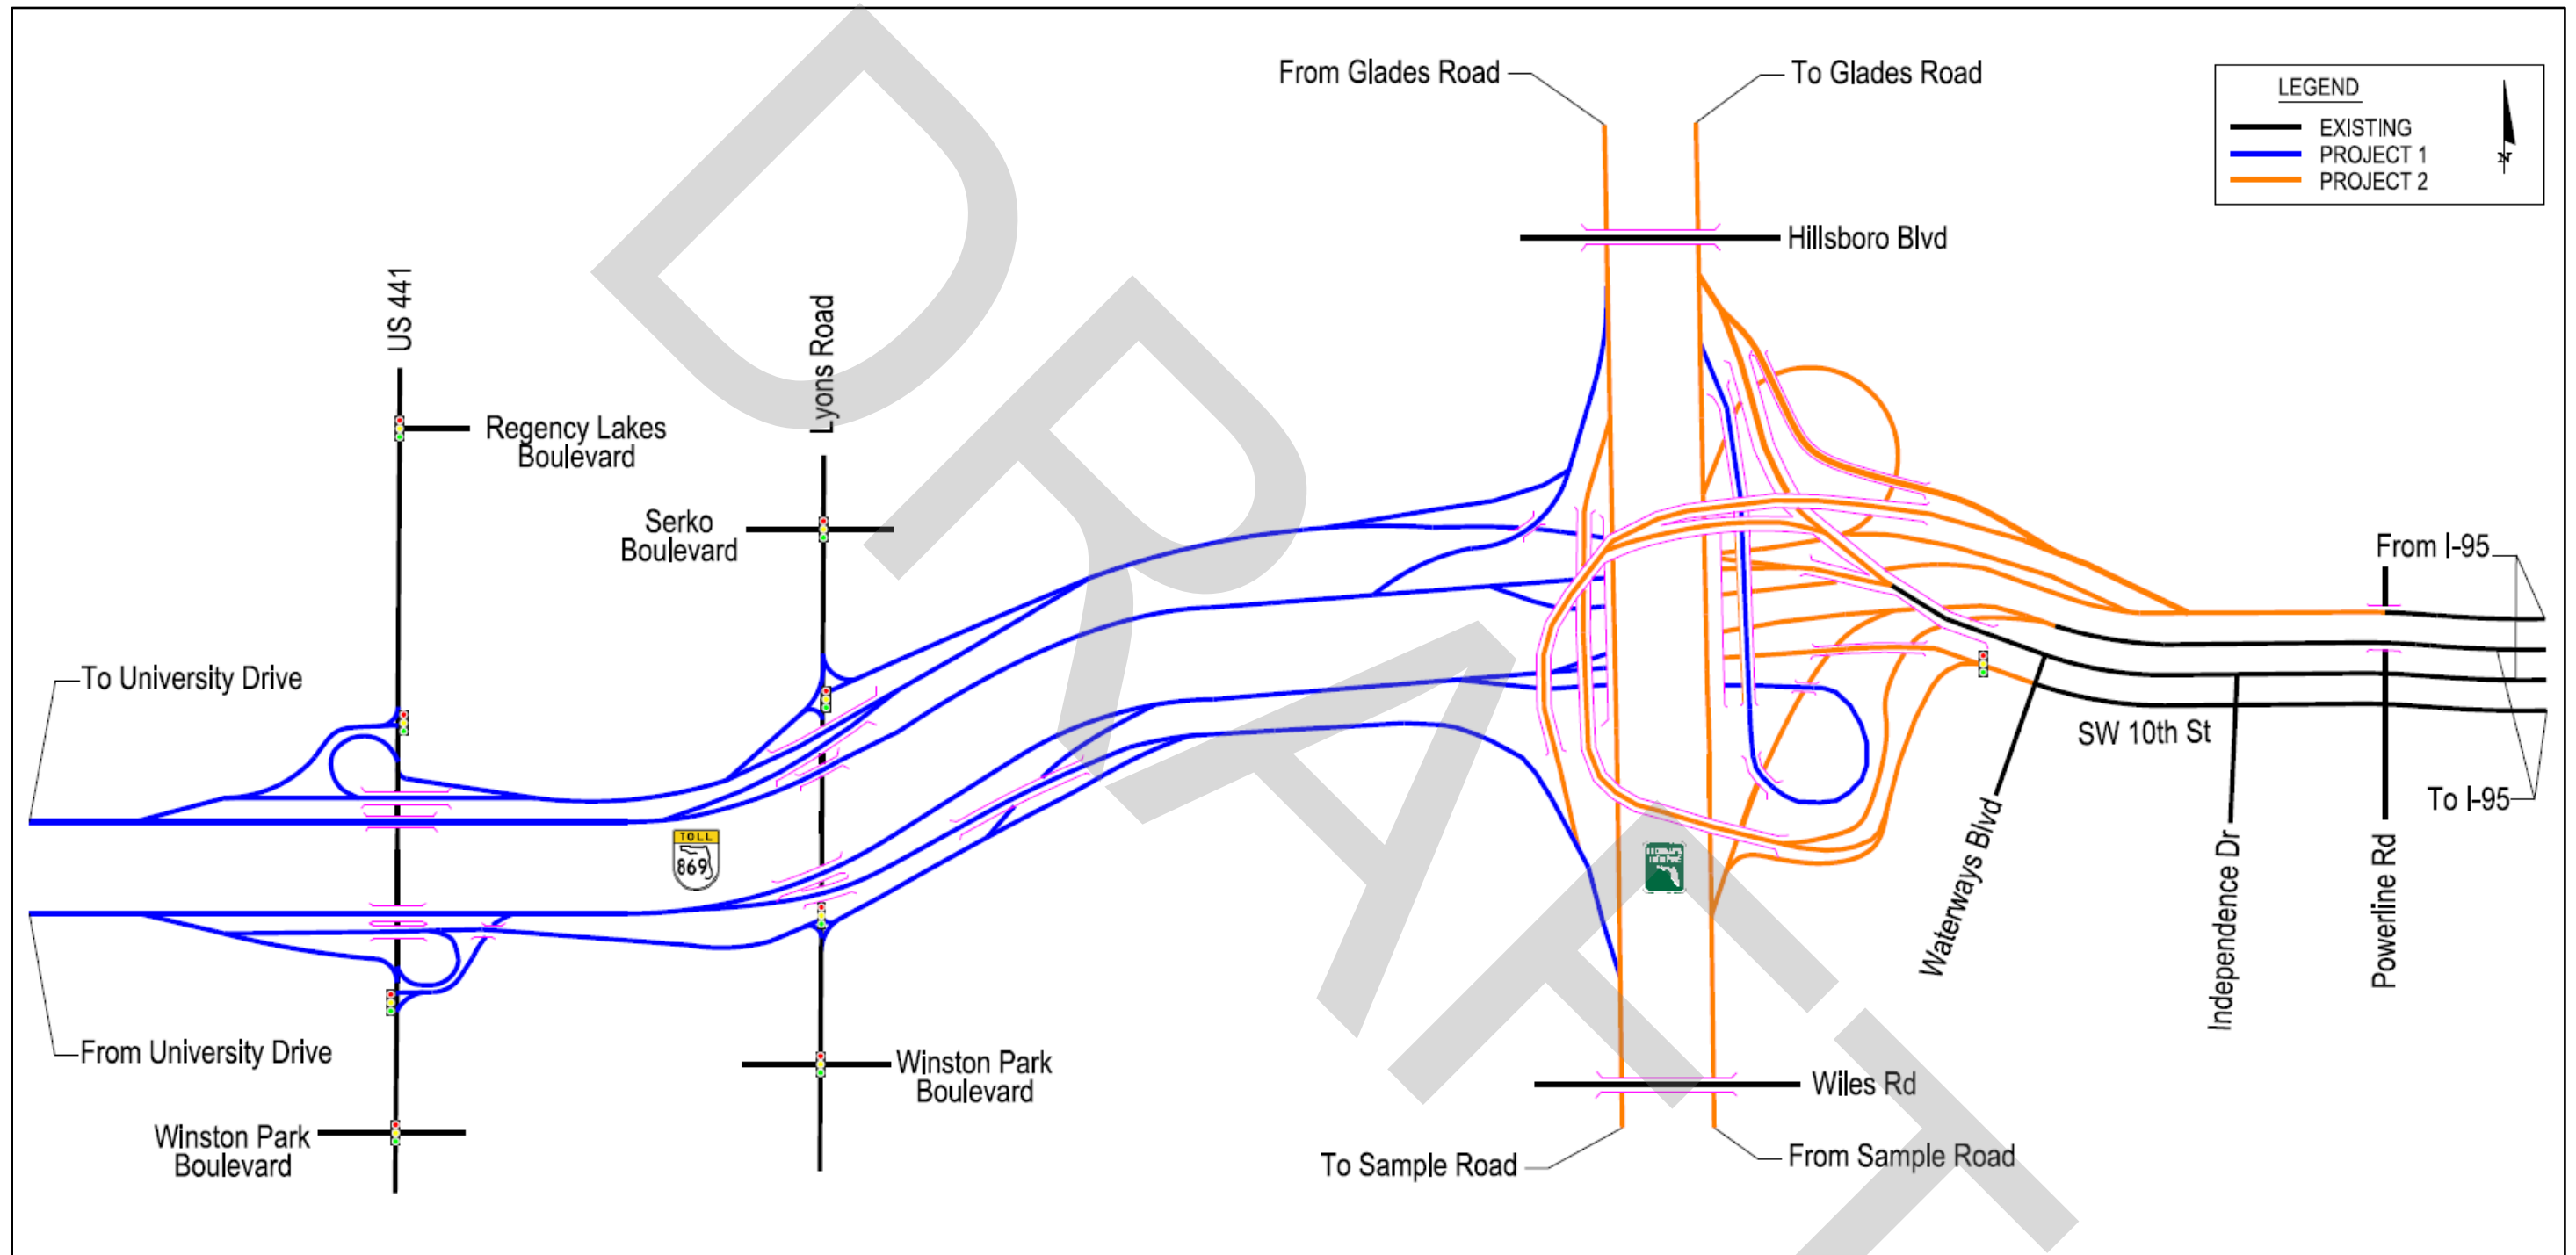 From Glades Road
To Glades Road
LEGEND
EXISTING
PROJECT 1
PROJECT 2
N
Hillsboro Blvd
US 441
Lyons Road
Regency Lakes
Boulevard
Serko
Boulevard
From I-95
To University Drive
SW 10th St
To I-95
TOLL
869
Waterways Blvd
Independence Dr
Powerline Rd
From University Drive
Winston Park
Boulevard
Wiles Rd
Winston Park
Boulevard
To Sample Road
From Sample Road
DRAFT